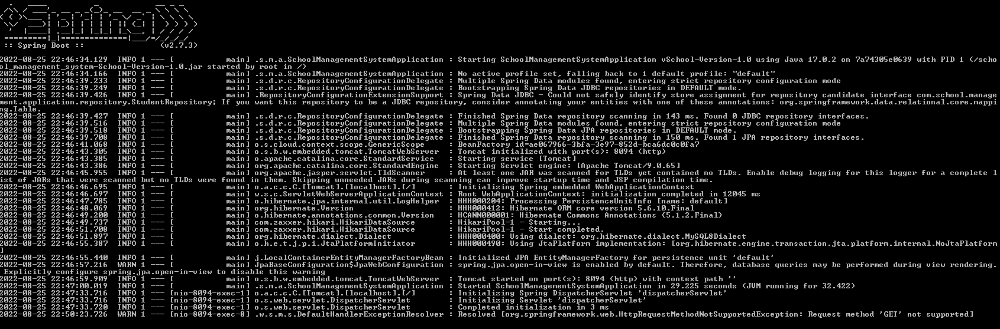 .   ____          _            __ _ _
 /\\ / ___'_ __ _ _(_)_ __  __ _ \ \ \ \
( ( )\___ | '_ | '_| | '_ \/ _` | \ \ \ \
 \\/  ___)| |_)| | | | | || (_| |  ) ) ) )
  '  |____| .__|_| |_|_| |_\__, | / / / /
 =========|_|==============|___/=/_/_/_/
 :: Spring Boot ::                (v2.7.3)
2022-08-25 22:46:34.129  INFO 1 --- [           main] .s.m.a.SchoolManagementSystemApplication : Starting SchoolManagementSystemApplication vSchool-Version-1.0 using Java 17.0.2 on 7a74305e0639 with PID 1 (/scho
ol_management_system-School-Version-1.0.jar started by root in /)
2022-08-25 22:46:34.166  INFO 1 --- [           main] .s.m.a.SchoolManagementSystemApplication : No active profile set, falling back to 1 default profile: "default"
2022-08-25 22:46:39.233  INFO 1 --- [           main] .s.d.r.c.RepositoryConfigurationDelegate : Multiple Spring Data modules found, entering strict repository configuration mode
2022-08-25 22:46:39.249  INFO 1 --- [           main] .s.d.r.c.RepositoryConfigurationDelegate : Bootstrapping Spring Data JDBC repositories in DEFAULT mode.
2022-08-25 22:46:39.426  INFO 1 --- [           main] .RepositoryConfigurationExtensionSupport : Spring Data JDBC - Could not safely identify store assignment for repository candidate interface com.school.manage
ment.application.repository.StudentRepository; If you want this repository to be a JDBC repository, consider annotating your entities with one of these annotations: org.springframework.data.relational.core.mappi
ng.Table.
2022-08-25 22:46:39.427  INFO 1 --- [           main] .s.d.r.c.RepositoryConfigurationDelegate : Finished Spring Data repository scanning in 143 ms. Found 0 JDBC repository interfaces.
2022-08-25 22:46:39.516  INFO 1 --- [           main] .s.d.r.c.RepositoryConfigurationDelegate : Multiple Spring Data modules found, entering strict repository configuration mode
2022-08-25 22:46:39.518  INFO 1 --- [           main] .s.d.r.c.RepositoryConfigurationDelegate : Bootstrapping Spring Data JPA repositories in DEFAULT mode.
2022-08-25 22:46:39.708  INFO 1 --- [           main] .s.d.r.c.RepositoryConfigurationDelegate : Finished Spring Data repository scanning in 150 ms. Found 1 JPA repository interfaces.
2022-08-25 22:46:41.068  INFO 1 --- [           main] o.s.cloud.context.scope.GenericScope     : BeanFactory id=ae067966-3bfa-3e97-852d-bca6dc0c0fa7
2022-08-25 22:46:43.305  INFO 1 --- [           main] o.s.b.w.embedded.tomcat.TomcatWebServer  : Tomcat initialized with port(s): 8094 (http)
2022-08-25 22:46:43.385  INFO 1 --- [           main] o.apache.catalina.core.StandardService   : Starting service [Tomcat]
2022-08-25 22:46:43.386  INFO 1 --- [           main] org.apache.catalina.core.StandardEngine  : Starting Servlet engine: [Apache Tomcat/9.0.65]
2022-08-25 22:46:45.955  INFO 1 --- [           main] org.apache.jasper.servlet.TldScanner     : At least one JAR was scanned for TLDs yet contained no TLDs. Enable debug logging for this logger for a complete l
ist of JARs that were scanned but no TLDs were found in them. Skipping unneeded JARs during scanning can improve startup time and JSP compilation time.
2022-08-25 22:46:46.695  INFO 1 --- [           main] o.a.c.c.C.[Tomcat].[localhost].[/]       : Initializing Spring embedded WebApplicationContext
2022-08-25 22:46:46.697  INFO 1 --- [           main] w.s.c.ServletWebServerApplicationContext : Root WebApplicationContext: initialization completed in 12045 ms
2022-08-25 22:46:47.785  INFO 1 --- [           main] o.hibernate.jpa.internal.util.LogHelper  : HHH000204: Processing PersistenceUnitInfo [name: default]
2022-08-25 22:46:48.069  INFO 1 --- [           main] org.hibernate.Version                    : HHH000412: Hibernate ORM core version 5.6.10.Final
2022-08-25 22:46:49.200  INFO 1 --- [           main] o.hibernate.annotations.common.Version   : HCANN000001: Hibernate Commons Annotations {5.1.2.Final}
2022-08-25 22:46:49.737  INFO 1 --- [           main] com.zaxxer.hikari.HikariDataSource       : HikariPool-1 - Starting...
2022-08-25 22:46:51.708  INFO 1 --- [           main] com.zaxxer.hikari.HikariDataSource       : HikariPool-1 - Start completed.
2022-08-25 22:46:51.897  INFO 1 --- [           main] org.hibernate.dialect.Dialect            : HHH000400: Using dialect: org.hibernate.dialect.MySQL8Dialect
2022-08-25 22:46:55.387  INFO 1 --- [           main] o.h.e.t.j.p.i.JtaPlatformInitiator       : HHH000490: Using JtaPlatform implementation: [org.hibernate.engine.transaction.jta.platform.internal.NoJtaPlatform
]
2022-08-25 22:46:55.440  INFO 1 --- [           main] j.LocalContainerEntityManagerFactoryBean : Initialized JPA EntityManagerFactory for persistence unit 'default'
2022-08-25 22:46:57.216  WARN 1 --- [           main] JpaBaseConfiguration$JpaWebConfiguration : spring.jpa.open-in-view is enabled by default. Therefore, database queries may be performed during view rendering.
 Explicitly configure spring.jpa.open-in-view to disable this warning
2022-08-25 22:46:59.909  INFO 1 --- [           main] o.s.b.w.embedded.tomcat.TomcatWebServer  : Tomcat started on port(s): 8094 (http) with context path ''
2022-08-25 22:47:00.019  INFO 1 --- [           main] .s.m.a.SchoolManagementSystemApplication : Started SchoolManagementSystemApplication in 29.225 seconds (JVM running for 32.422)
2022-08-25 22:47:33.716  INFO 1 --- [nio-8094-exec-1] o.a.c.c.C.[Tomcat].[localhost].[/]       : Initializing Spring DispatcherServlet 'dispatcherServlet'
2022-08-25 22:47:33.716  INFO 1 --- [nio-8094-exec-1] o.s.web.servlet.DispatcherServlet        : Initializing Servlet 'dispatcherServlet'
2022-08-25 22:47:33.720  INFO 1 --- [nio-8094-exec-1] o.s.web.servlet.DispatcherServlet        : Completed initialization in 3 ms
2022-08-25 22:50:23.726  WARN 1 --- [nio-8094-exec-8] .w.s.m.s.DefaultHandlerExceptionResolver : Resolved [org.springframework.web.HttpRequestMethodNotSupportedException: Request method 'GET' not supported]